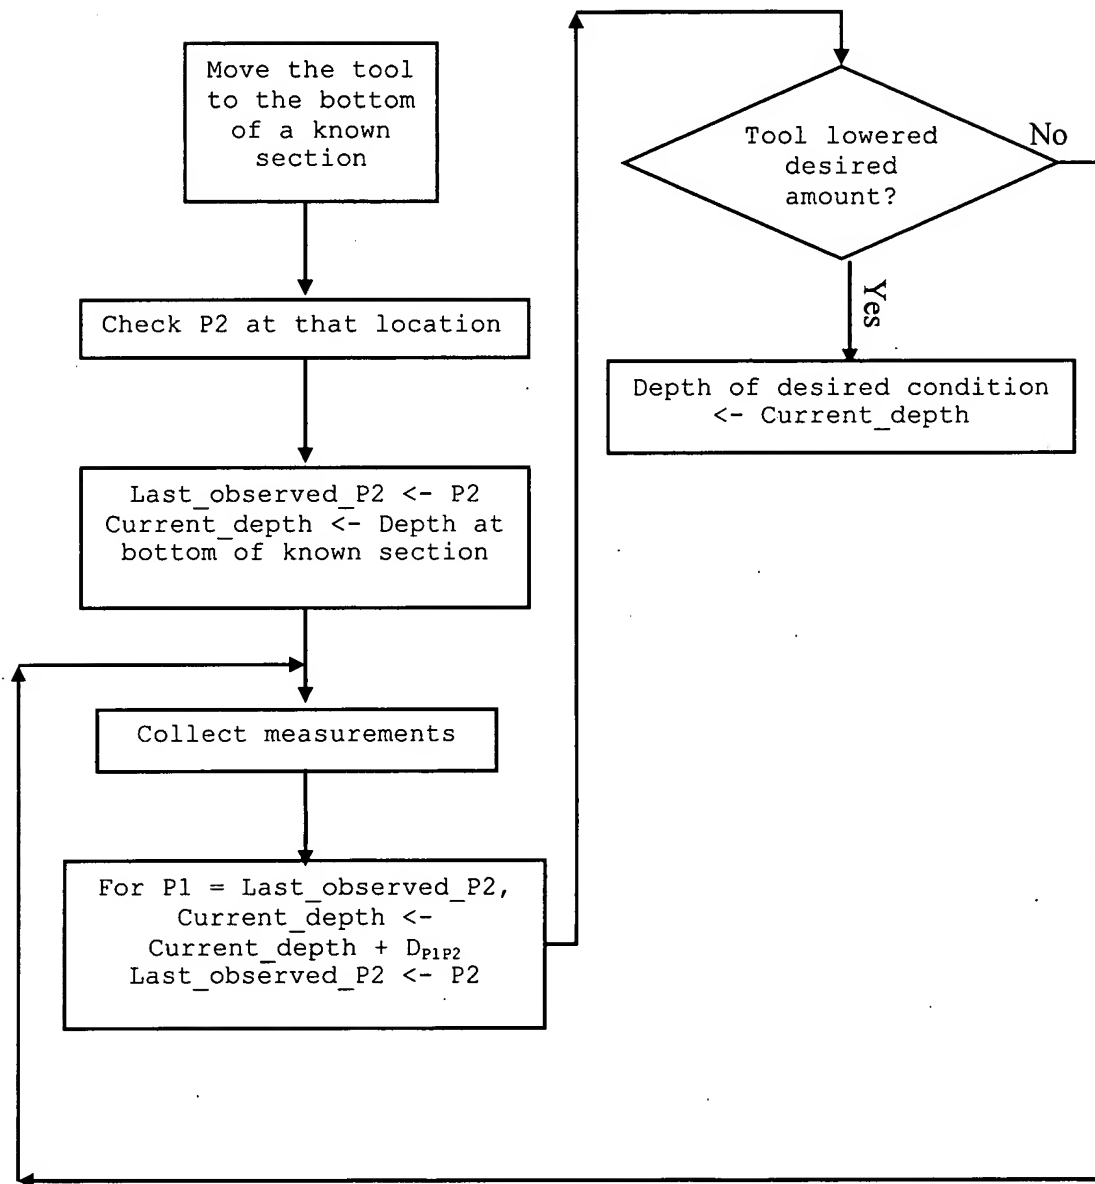 Move the tool
to the bottom
of a known
section
Check P2 at that location
Last_observed_P2 <- P2
Current_depth <- Depth at
bottom of known section
Collect measurements
For P1 = Last_observed_P2,
Current_depth <-
Current_depth + DP1P2
Last_observed_P2 <- P2
Tool lowered
desired
amount?
No
Yes
Depth of desired condition
<- Current_depth